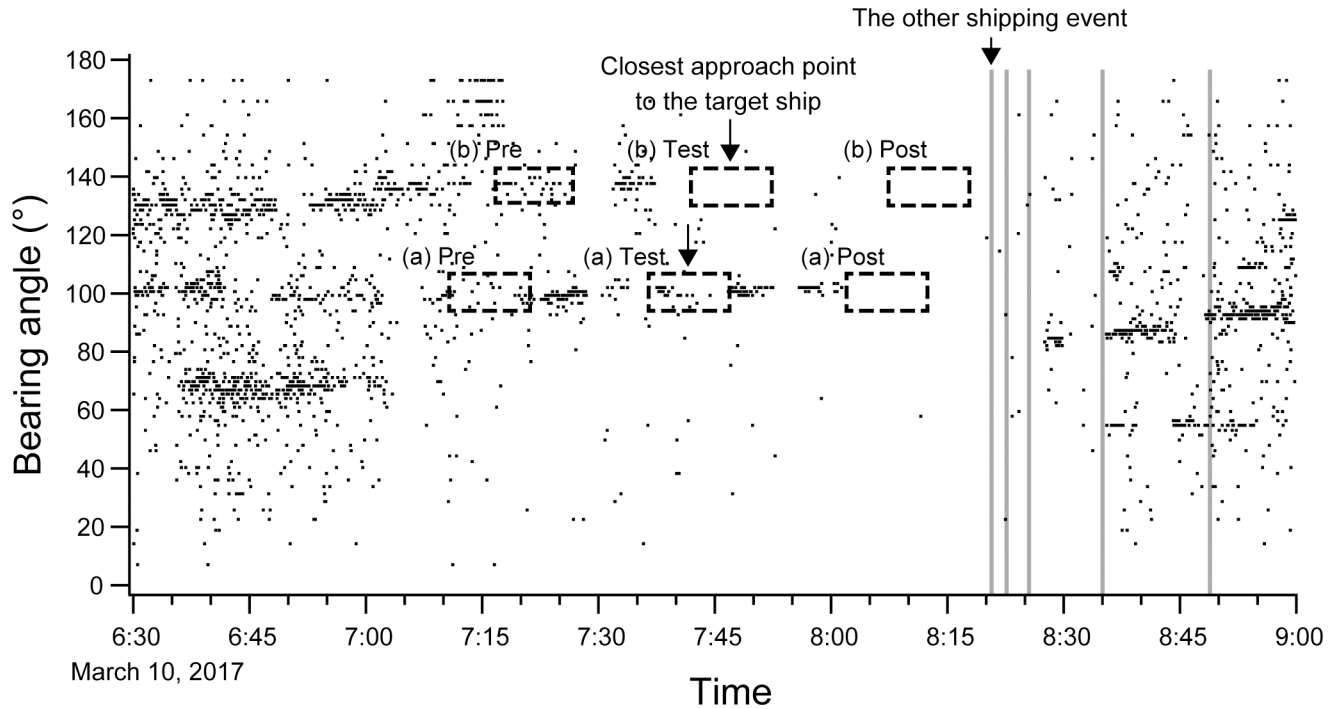 The other shipping event
Closest approach point
to the target ship
(b) Pre
(b) Test
(b) Post
(a) Pre
(a) Test
(a) Post
Bearing angle (°)
180
160
140
120
100
80
60
40
20
0
6:30
6:45
7:00
7:15
7:30
7:45
8:00
8:15
8:30
8:45
9:00
March 10, 2017
Time